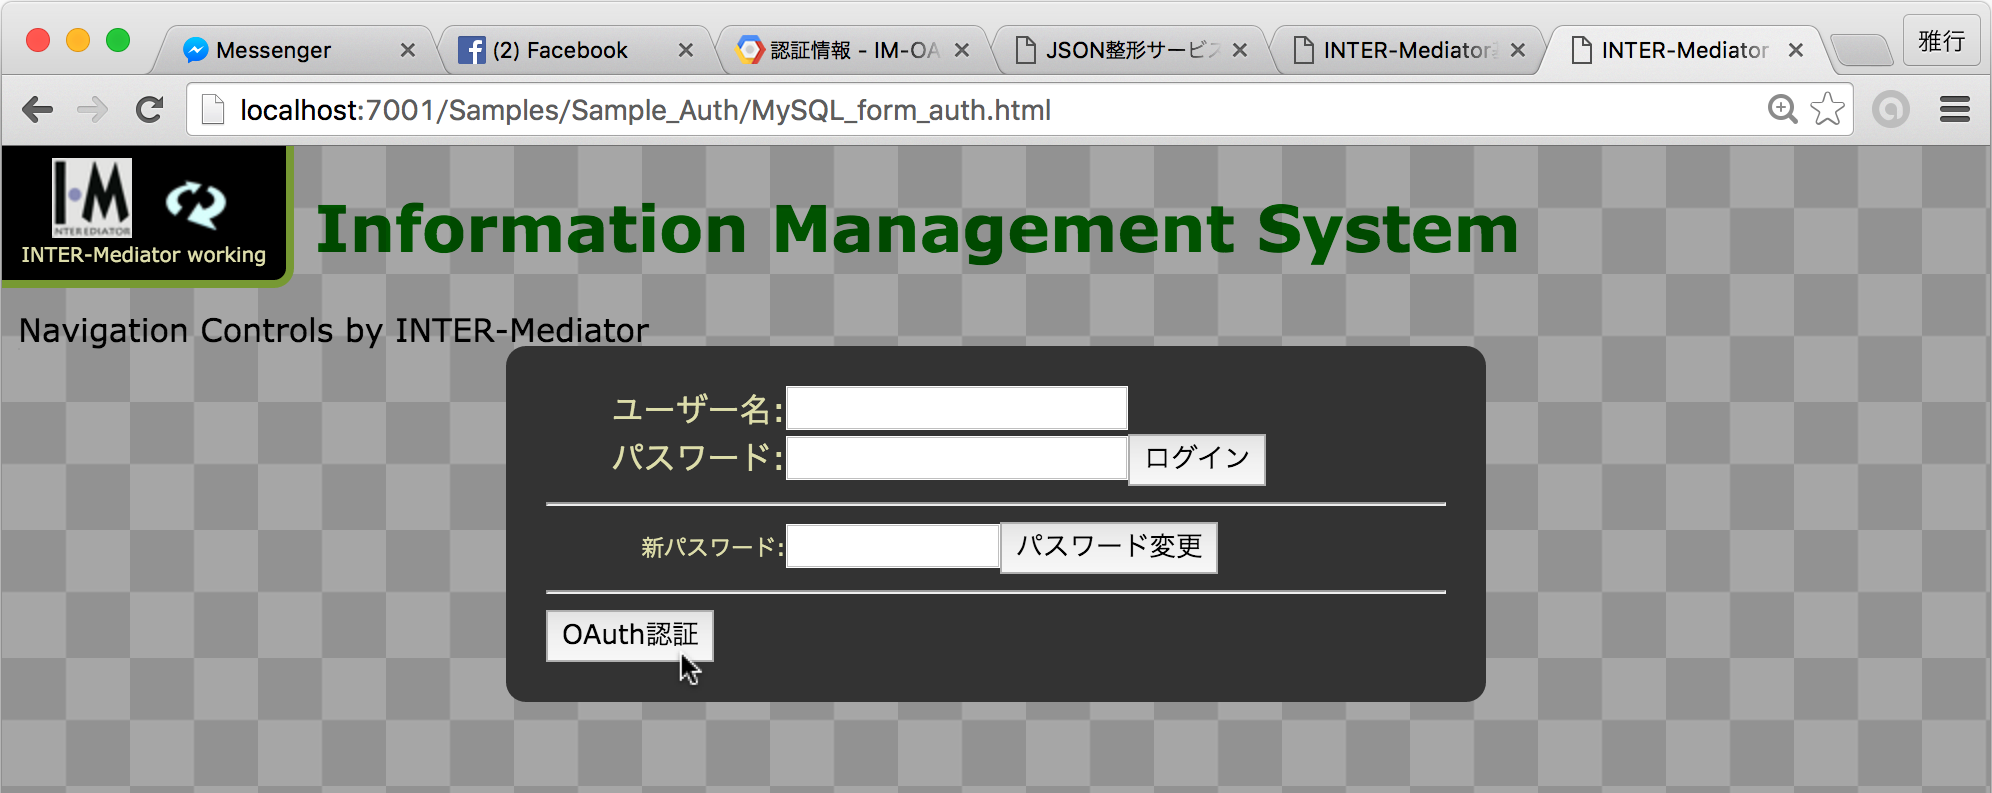 Messenger
(2) Facebook
認証情報 - IM-OA
JSON整形サービス
INTER-Mediator
INTER-Mediator
雅行
localhost:7001/Samples/Sample_Auth/MySQL_form_auth.html
I·M
INTER-Mediator working
Information Management System
Navigation Controls by INTER-Mediator
ユーザー名:
パスワード:
ログイン
新パスワード:
パスワード変更
OAuth認証